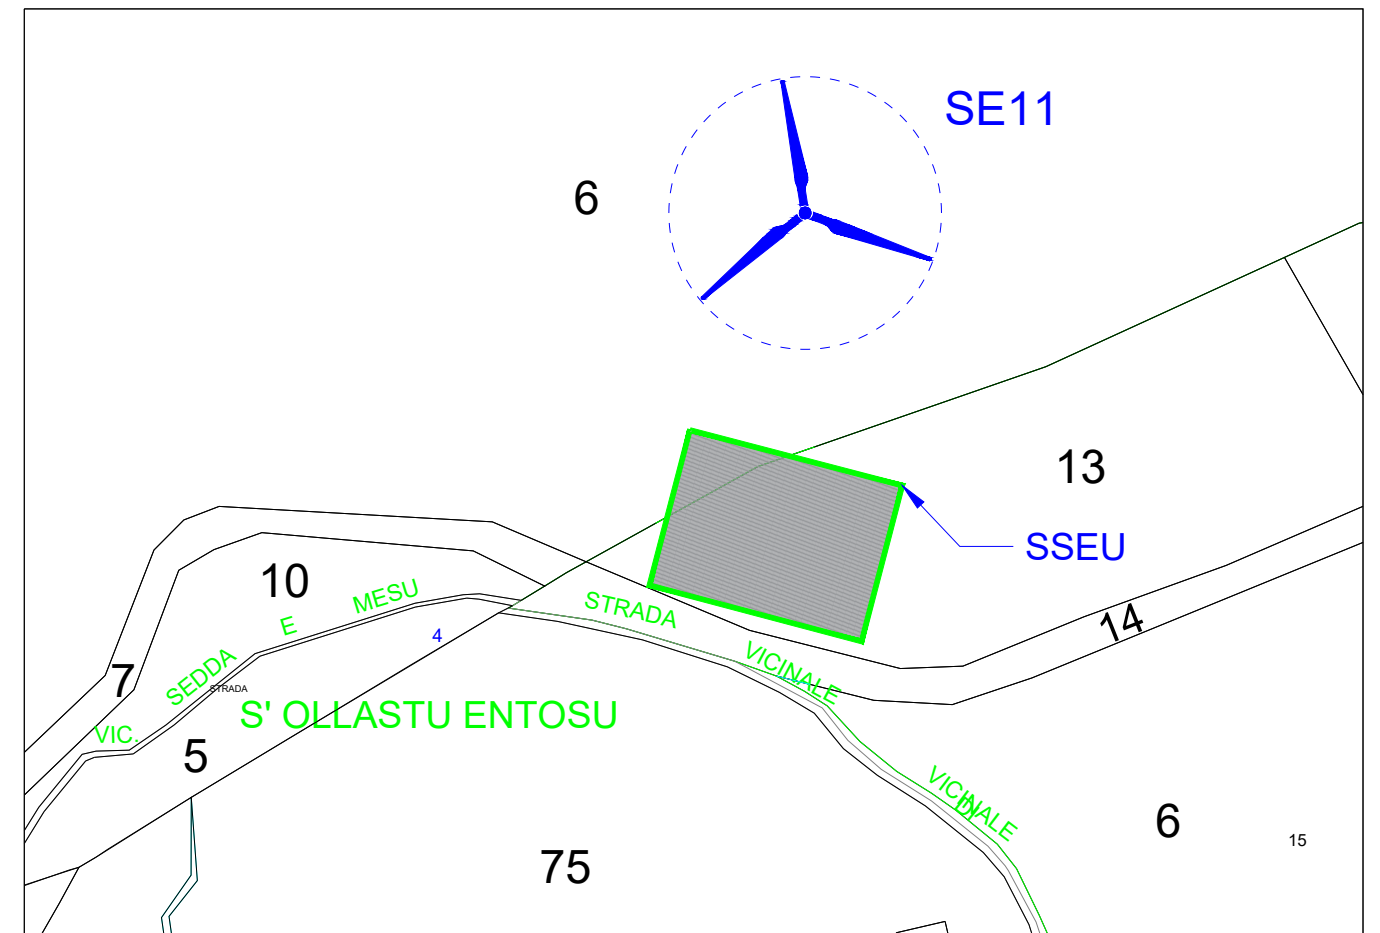 SE11
6
13
SSEU
10
MESU
STRADA
E
14
4
VICINALE
SEDDA
7
STRADA
S' OLLASTU ENTOSU
VIC.
5
VICINALE
DI
6
15
75